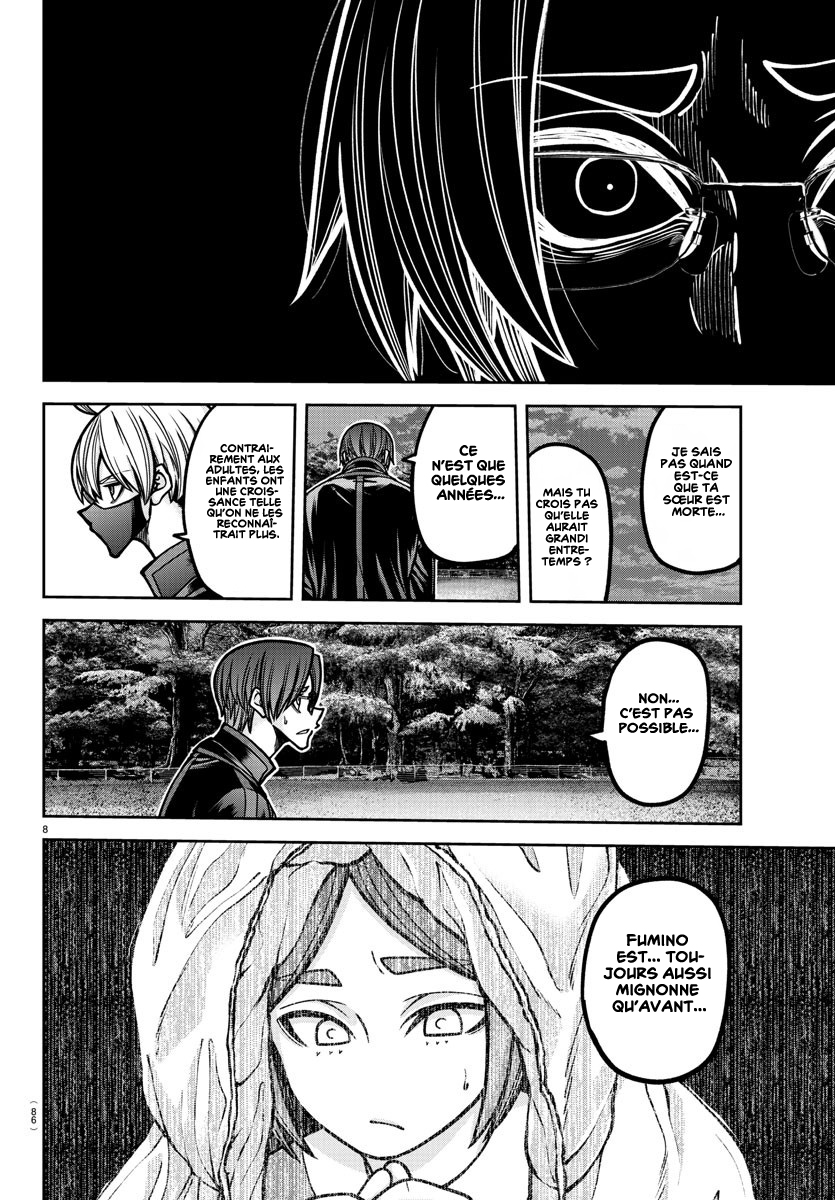 JE SAIS
PAS QUAND
EST-CE
QUE TA
SŒUR EST
MORTE...
MAIS TU
CROIS PAS
QU'ELLE
AURAIT
GRANDI
ENTRE-
TEMPS ?
CE
N'EST QUE
QUELQUES
ANNÉES...
CONTRAI-
REMENT AUX
ADULTES, LES
ENFANTS ONT
UNE CROIS-
SANCE TELLE
QU'ON NE LES
RECONNAÎ-
TRAIT PLUS.
NON...
C'EST PAS
POSSIBLE...
8
FUMINO
EST... TOU-
JOURS AUSSI
MIGNONNE
QU'AVANT...
(86)